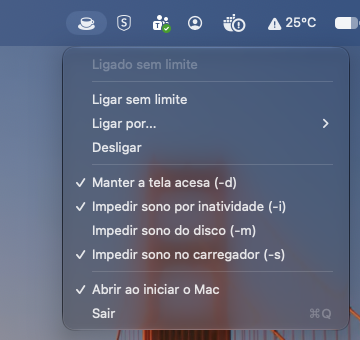 25°C
Ligado sem limite
Ligar sem limite
Ligar por...
Desligar
Manter a tela acesa (-d)
Impedir sono por inatividade (-i)
Impedir sono do disco (-m)
Impedir sono no carregador (-s)
Abrir ao iniciar o Mac
Sair ⌘Q